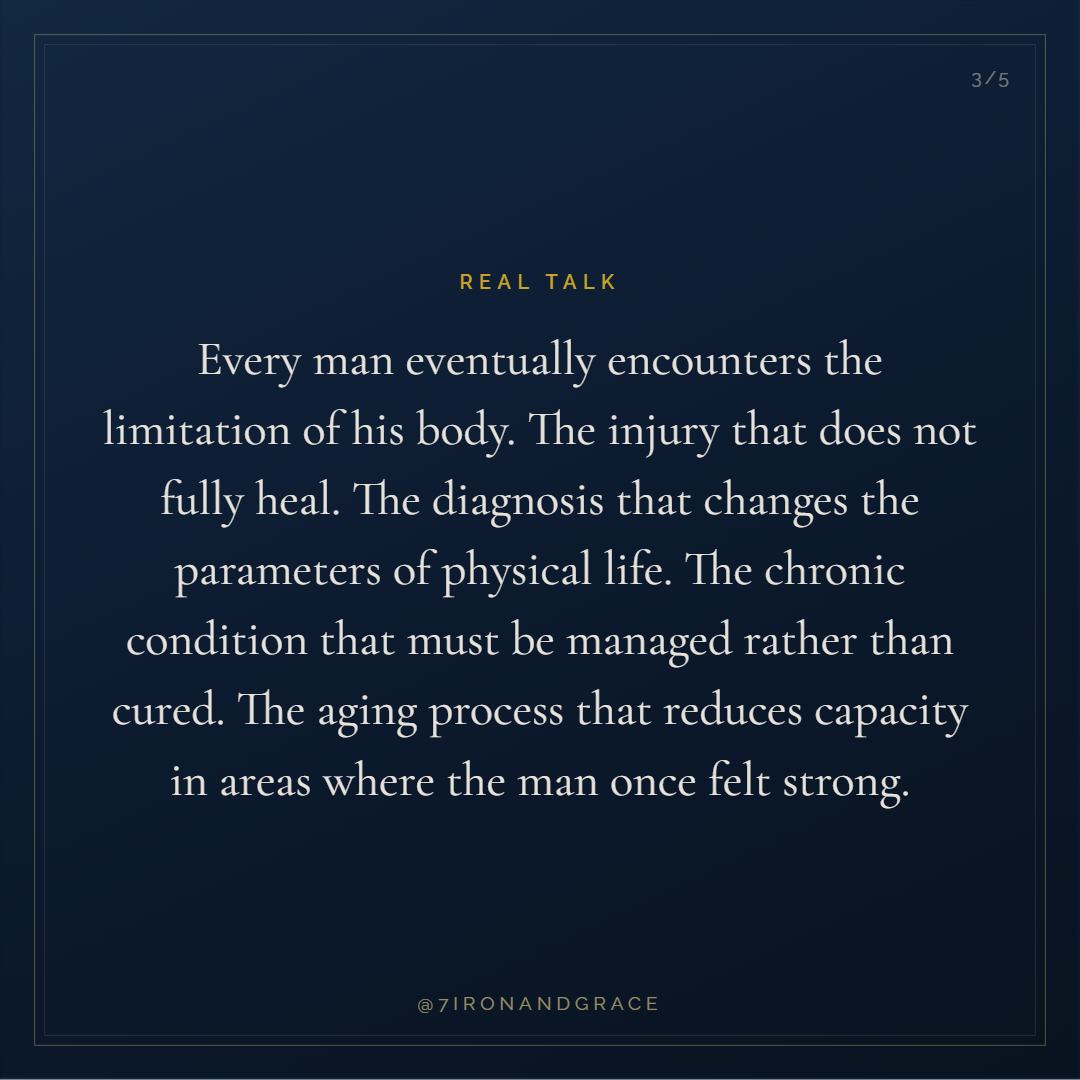 3/5
REAL TALK
Every man eventually encounters the
limitation of his body. The injury that does not
fully heal. The diagnosis that changes the
parameters of physical life. The chronic
condition that must be managed rather than
cured. The aging process that reduces capacity
in areas where the man once felt strong.
@7IRONANDGRACE